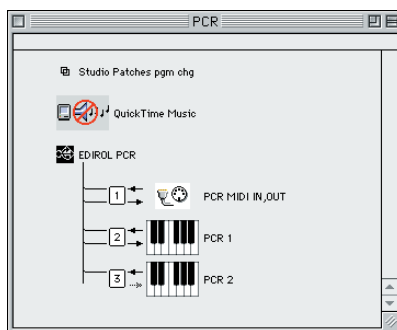 PCR
Studio Patches pgm chg
QuickTime Music
EDIROL PCR
1 PCR MIDI IN,OUT
2 PCR 1
3 PCR 2